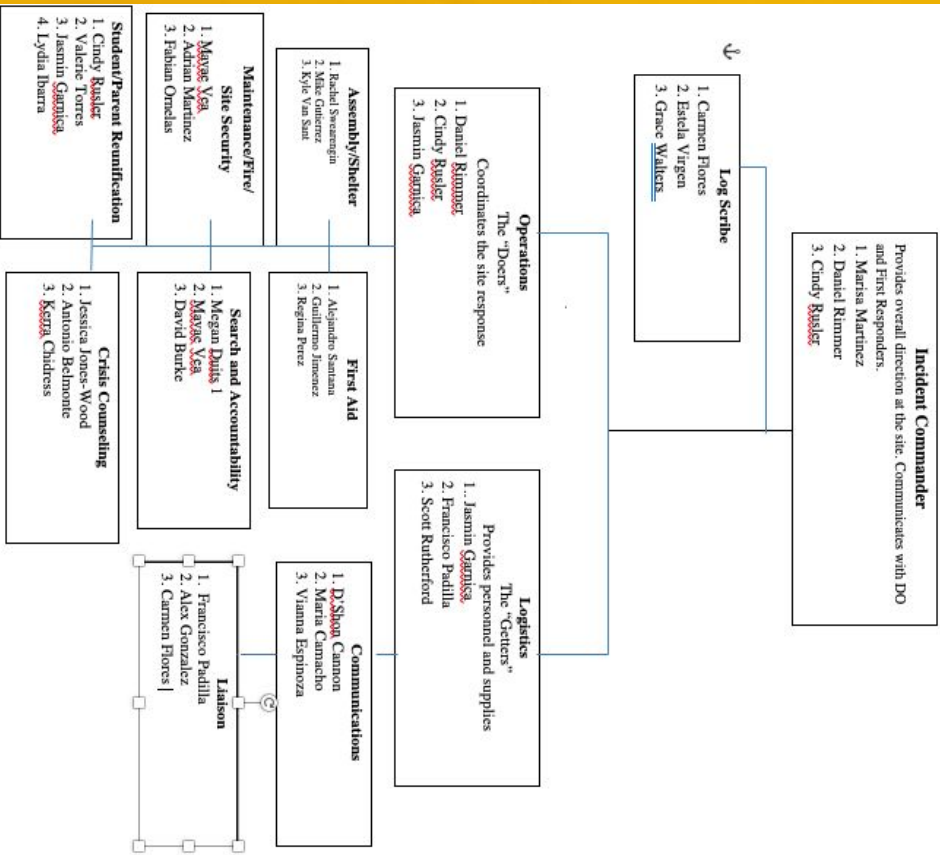 Incident Commander
Provides overall direction at the site. Communicates with DO
and First Responders.
1. Marisa Martinez
2. Daniel Rimmer
3. Cindy Rusler
Log Scribe
1. Carmen Flores
2. Estela Virgen
3. Grace Walters
Operations
The "Doers"
Coordinates the site response
1. Daniel Rimmer
2. Cindy Rusler
3. Jasmin Garnica
Logistics
The "Getters"
Provides personnel and supplies
1.. Jasmin Garnica
2. Francisco Padilla
3. Scott Rutherford
Assembly/Shelter
1. Rachel Swearengin
2. Mike Gutierrez
3. Kyle Van Sant
First Aid
1. Alejandro Santana
2. Guillermo Jimenez
3. Regina Perez
Communications
1. D'Shon Cannon
2. Maria Camacho
3. Vianna Espinoza
Maintenance/Fire/
Site Security
1. Mayac Vea
2. Adrian Martinez
3. Fabian Ornelas
Search and Accountability
1. Megan Duits 1
2. Mayac Vea
3. David Burke
Liaison
1. Francisco Padilla
2. Alex Gonzalez
3. Carmen Flores
Student/Parent Reunification
1. Cindy Rusler
2. Valerie Torres
3. Jasmin Garnica
4. Lydia Ibarra
Crisis Counseling
1. Jessica Jones-Wood
2. Antonio Belmonte
3. Kerra Chidress